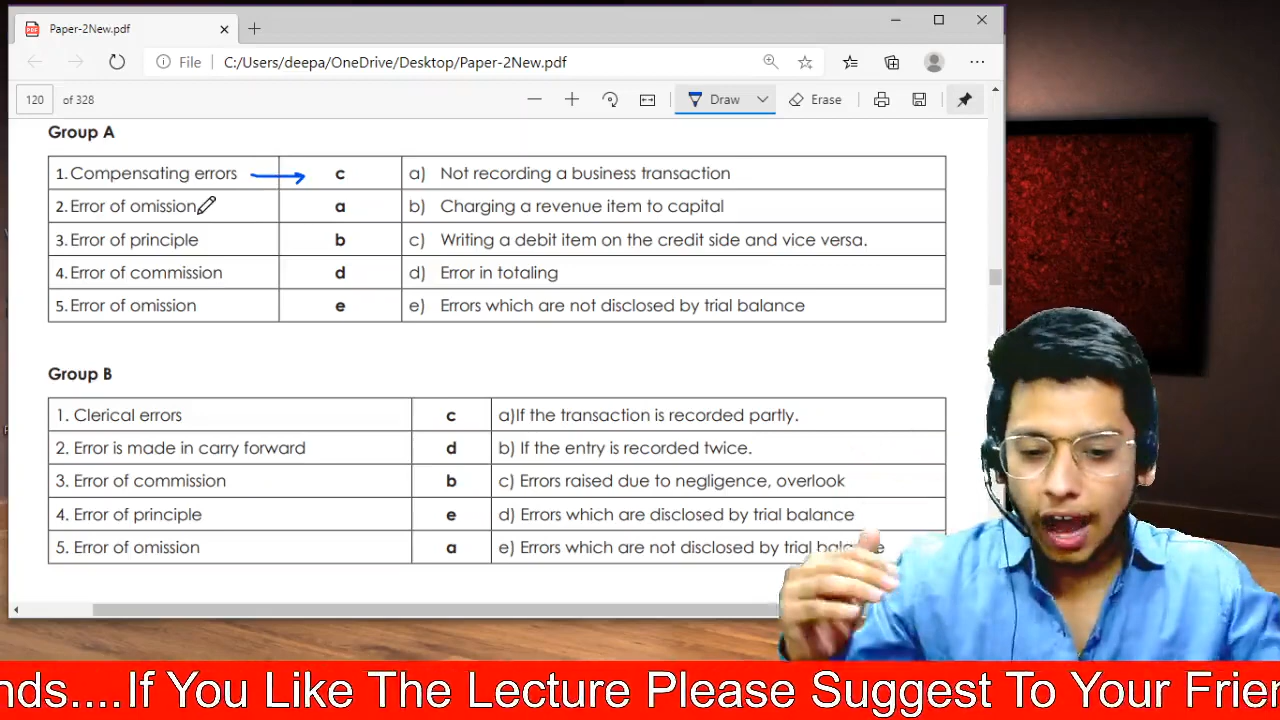 Paper-2New.pdf
File C:/Users/deepa/OneDrive/Desktop/Paper-2New.pdf
120 of 328 Draw Erase
Group A
1. Compensating errors c a) Not recording a business transaction
2. Error of omission a b) Charging a revenue item to capital
3. Error of principle b c) Writing a debit item on the credit side and vice versa.
4. Error of commission d d) Error in totaling
5. Error of omission e e) Errors which are not disclosed by trial balance
Group B
1. Clerical errors c a)If the transaction is recorded partly.
2. Error is made in carry forward d b) If the entry is recorded twice.
3. Error of commission b c) Errors raised due to negligence, overlook
4. Error of principle e d) Errors which are disclosed by trial balance
5. Error of omission a e) Errors which are not disclosed by trial balance
nds....If You Like The Lecture Please Suggest To Your Frien